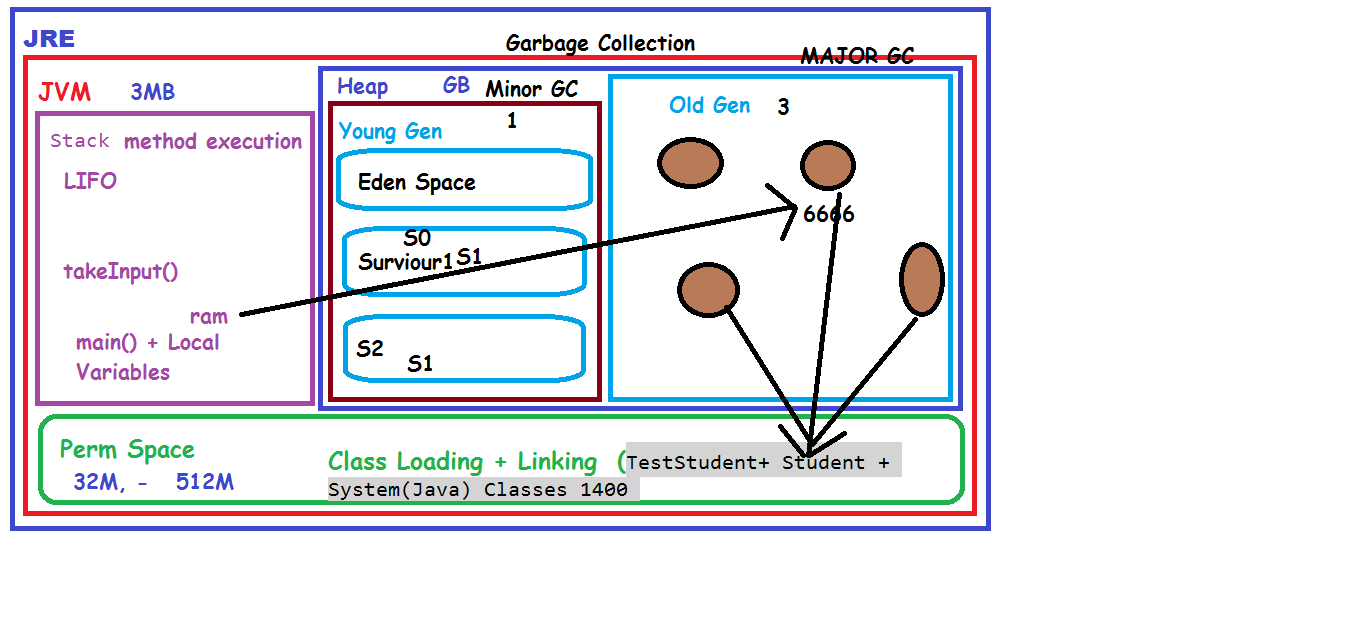 JRE
Garbage Collection
MAJOR GC
JVM 3MB
Heap GB Minor GC
Old Gen 3
1
Young Gen
Stack method execution
LIFO
Eden Space
6666
S0
Surviour1 S1
takeInput()
ram
main() + Local
Variables
S2
S1
Perm Space
32M, - 512M
Class Loading + Linking (TestStudent+ Student +
System(Java) Classes 1400